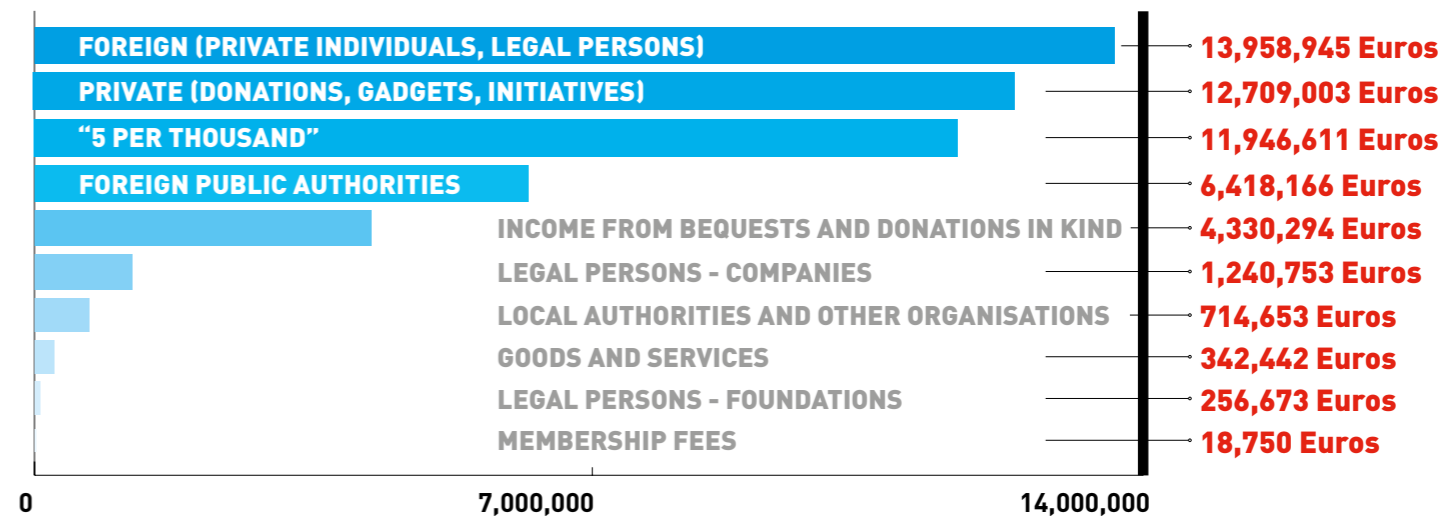 FOREIGN (PRIVATE INDIVIDUALS, LEGAL PERSONS) 13,958,945 Euros
PRIVATE (DONATIONS, GADGETS, INITIATIVES) 12,709,003 Euros
“5 PER THOUSAND” 11,946,611 Euros
FOREIGN PUBLIC AUTHORITIES 6,418,166 Euros
INCOME FROM BEQUESTS AND DONATIONS IN KIND 4,330,294 Euros
LEGAL PERSONS - COMPANIES 1,240,753 Euros
LOCAL AUTHORITIES AND OTHER ORGANISATIONS 714,653 Euros
GOODS AND SERVICES 342,442 Euros
LEGAL PERSONS - FOUNDATIONS 256,673 Euros
MEMBERSHIP FEES 18,750 Euros
0 7,000,000 14,000,000